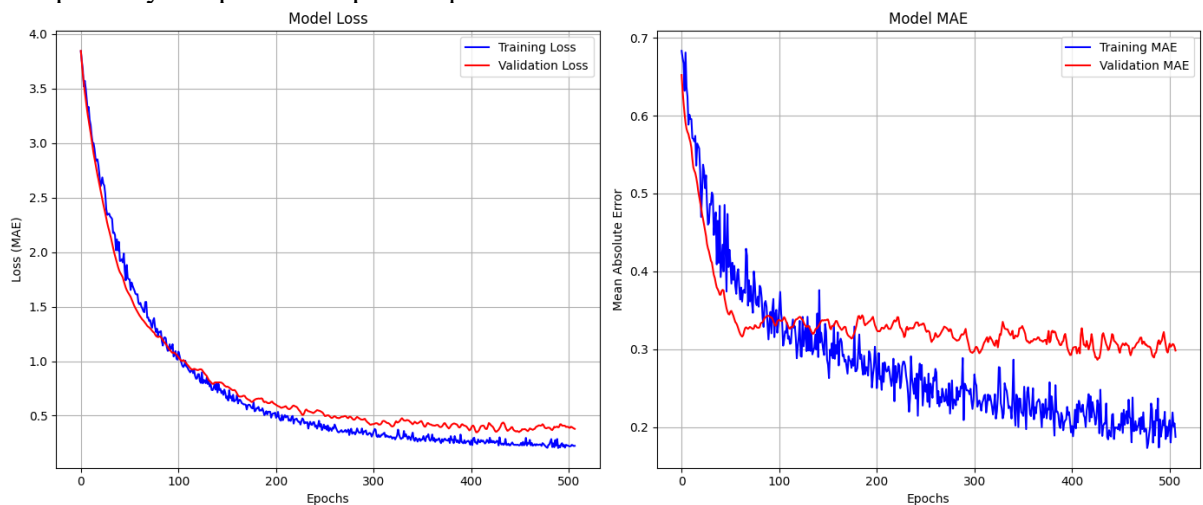 Model Loss
4.0
3.5
3.0
2.5
2.0
1.5
1.0
0.5
Loss (MAE)
Training Loss
Validation Loss
0
100
200
300
400
500
Epochs
Model MAE
0.7
0.6
0.5
0.4
0.3
0.2
Mean Absolute Error
Training MAE
Validation MAE
0
100
200
300
400
500
Epochs